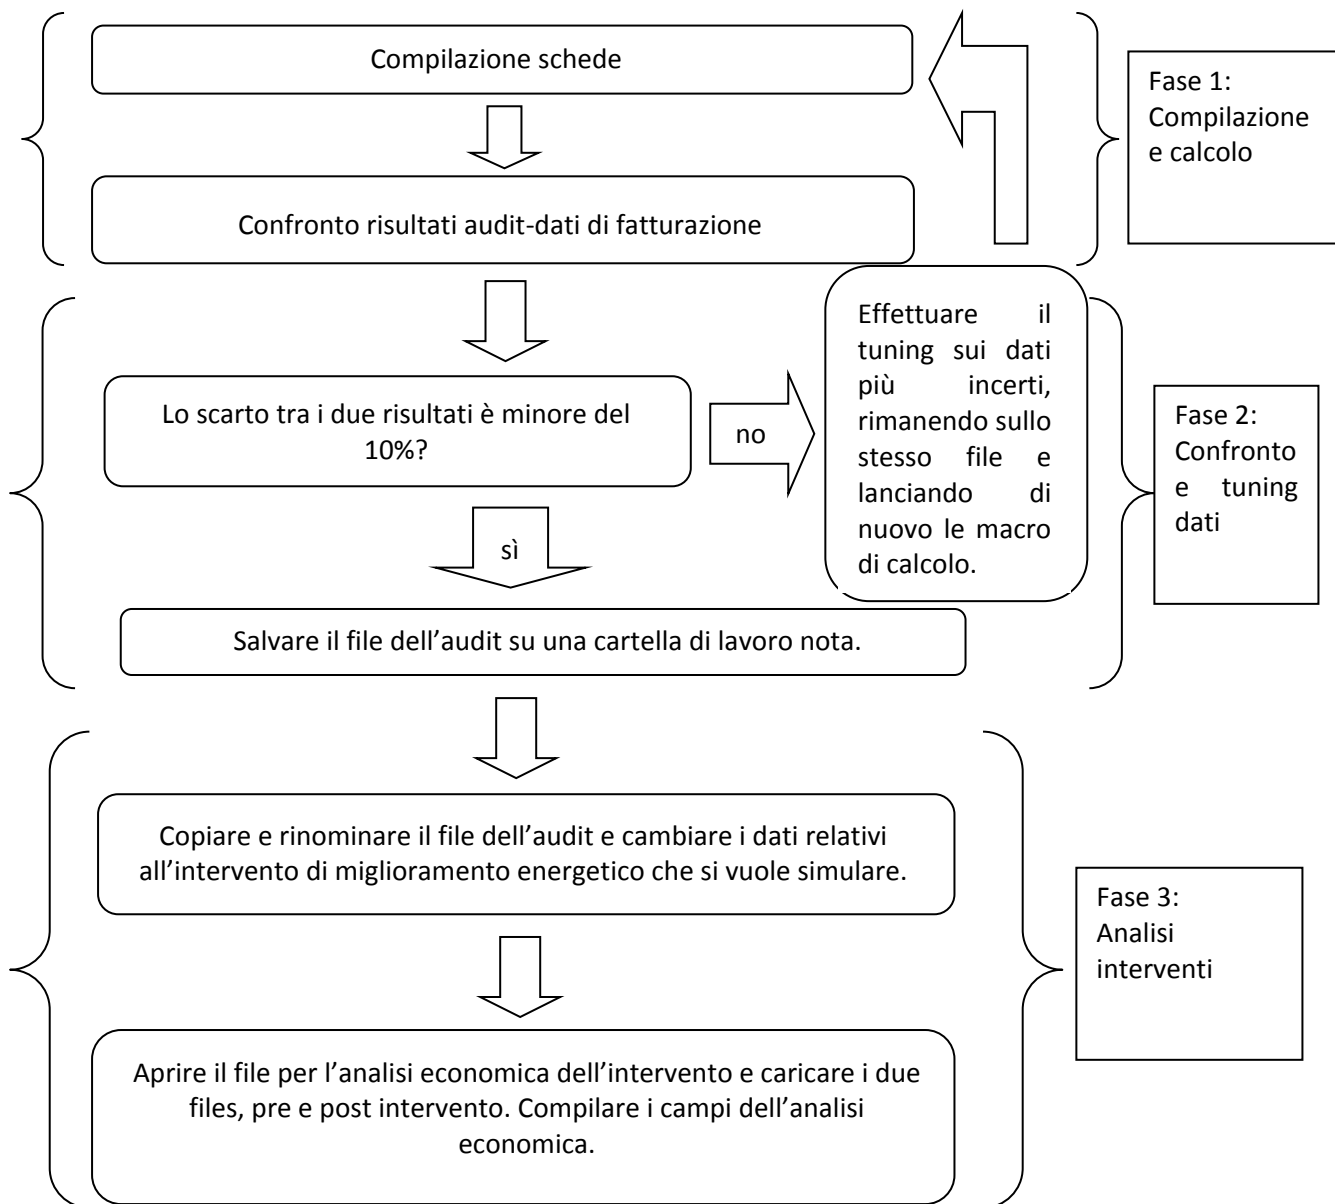 Compilazione schede
Fase 1:
Compilazione
e calcolo
Confronto risultati audit-dati di fatturazione
Lo scarto tra i due risultati è minore del
10%?
no
Effettuare il
tuning sui dati
più incerti,
rimanendo sullo
stesso file e
lanciando di
nuovo le macro
di calcolo.
Fase 2:
Confronto
e tuning
dati
sì
Salvare il file dell’audit su una cartella di lavoro nota.
Copiare e rinominare il file dell’audit e cambiare i dati relativi
all’intervento di miglioramento energetico che si vuole simulare.
Fase 3:
Analisi
interventi
Aprire il file per l’analisi economica dell’intervento e caricare i due
files, pre e post intervento. Compilare i campi dell’analisi
economica.